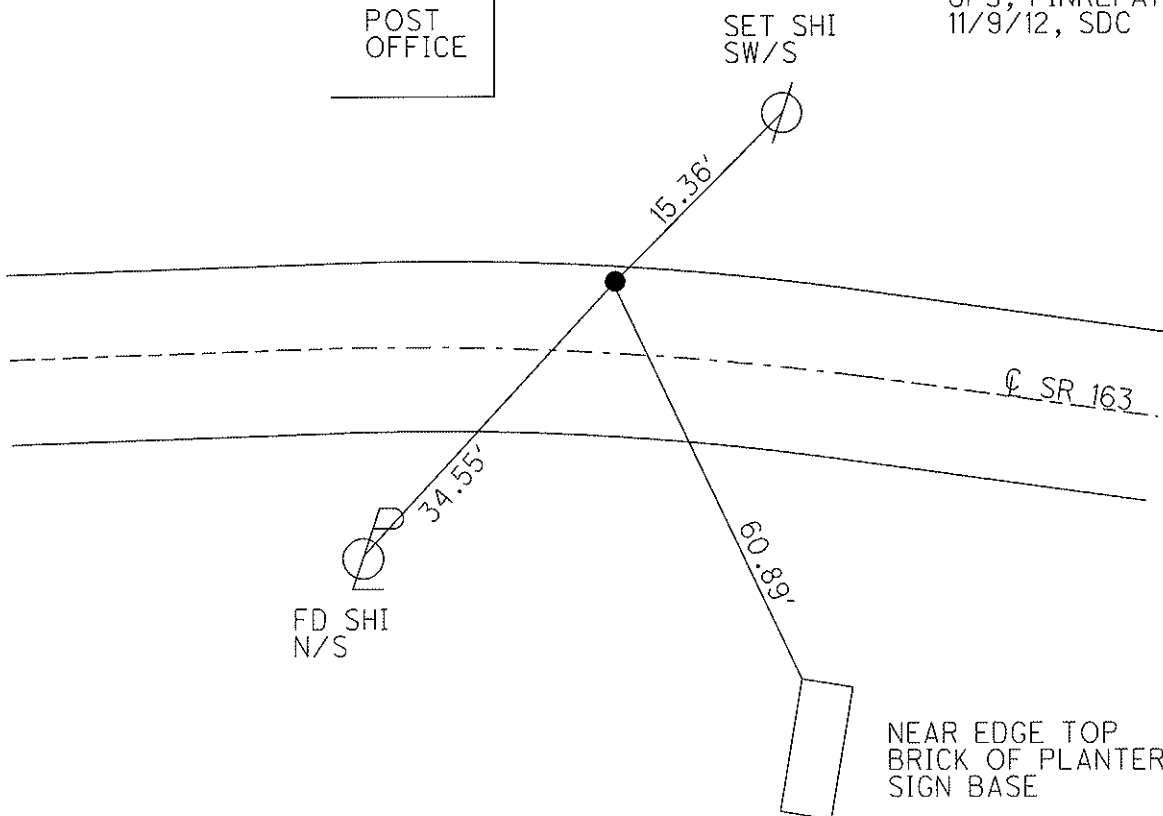 POST
OFFICE
SET SHI
SW/S
11/9/12, SDC
15.36'
℄ SR 163
34.55'
60.89'
FD SHI
N/S
NEAR EDGE TOP
BRICK OF PLANTER
SIGN BASE